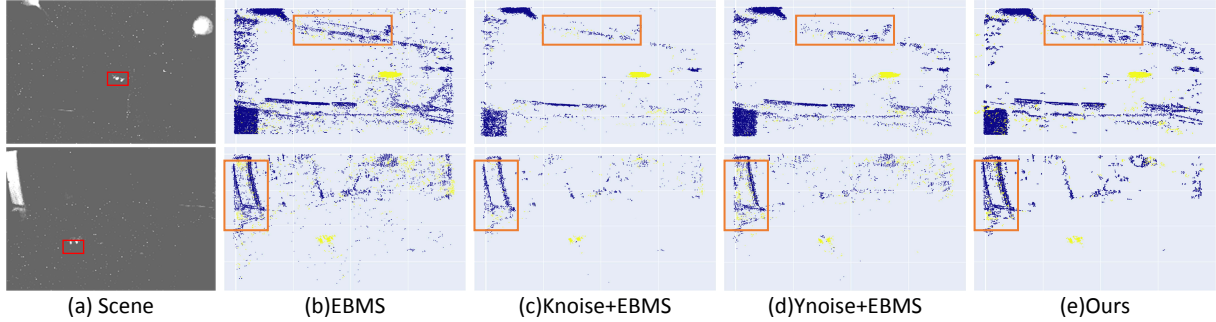 (a) Scene
(b)EBMS
(c)Knoise+EBMS
(d)Ynoise+EBMS
(e)Ours